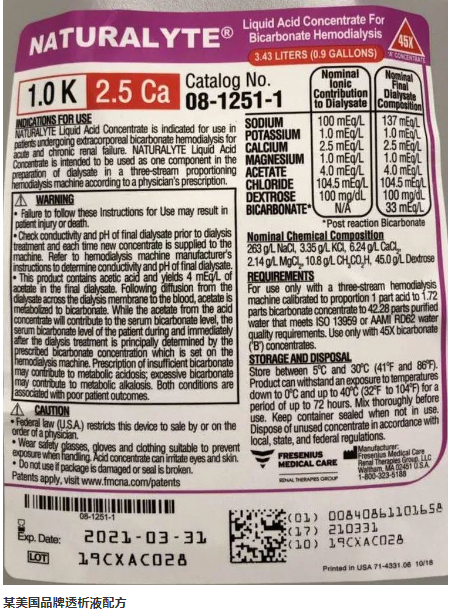 NATURALYTE®
Liquid Acid Concentrate For
Bicarbonate Hemodialysis
3.43 LITERS (0.9 GALLONS)
45X
1.0 K
2.5 Ca
Catalog No.
08-1251-1
Nominal Ionic Contribution to Dialysate
Nominal Final Dialysate Composition
SODIUM 100 mEq/L 137 mEq/L
POTASSIUM 1.0 mEq/L 1.0 mEq/L
CALCIUM 2.5 mEq/L 2.5 mEq/L
MAGNESIUM 1.0 mEq/L 1.0 mEq/L
ACETATE 4.0 mEq/L 4.0 mEq/L
CHLORIDE 104.5 mEq/L 104.5 mEq/L
DEXTROSE 100 mg/dL 100 mg/dL
BICARBONATE* N/A 33 mEq/L
*Post reaction Bicarbonate
INDICATIONS FOR USE
NATURALYTE Liquid Acid Concentrate is indicated for use in
patients undergoing extracorporeal bicarbonate hemodialysis for
acute and chronic renal failure. NATURALYTE Liquid Acid
Concentrate is intended to be used as one component in the
preparation of dialysate in a three-stream proportioning
hemodialysis machine according to a physician's prescription.
WARNING
• Failure to follow these Instructions for Use may result in
patient injury or death.
• Check conductivity and pH of final dialysate prior to dialysis
treatment and each time new concentrate is supplied to the
machine. Refer to hemodialysis machine manufacturer's
instructions to determine conductivity and pH of final dialysate.
• This product contains acetic acid and yields 4 mEq/L of
acetate in the final dialysate. Following diffusion from the
dialysate across the dialysis membrane to the blood, acetate is
metabolized to bicarbonate. While the acetate from the acid
concentrate will contribute to the serum bicarbonate level, the
serum bicarbonate level of the patient during and immediately
after the dialysis treatment is principally determined by the
prescribed bicarbonate concentration which is set on the
hemodialysis machine. Prescription of insufficient bicarbonate
may contribute to metabolic acidosis; excessive bicarbonate
may contribute to metabolic alkalosis. Both conditions are
associated with poor patient outcomes.
CAUTION
• Federal law (U.S.A.) restricts this device to sale by or on the
order of a physician.
• Wear safety glasses, gloves and clothing suitable to prevent
exposure when handling. Acid concentrate can irritate eyes and skin.
• Do not use if package is damaged or seal is broken.
Patents apply, visit www.fmcna.com/patents
Nominal Chemical Composition
263 g/L NaCl, 3.35 g/L KCl, 6.24 g/L CaCl₂,
2.14 g/L MgCl₂, 10.8 g/L CH₃CO₂H, 45.0 g/L Dextrose
REQUIREMENTS
For use only with a three-stream hemodialysis
machine calibrated to proportion 1 part acid to 1.72
parts bicarbonate concentrate to 42.28 parts purified
water that meets ISO 13959 or AAMI RD62 water
quality requirements. Use only with 45X bicarbonate
('B') concentrates.
STORAGE AND DISPOSAL
Store between 5°C and 30°C (41°F and 86°F).
Product can withstand an exposure to temperatures
down to 0°C and up to 40°C (32°F to 104°F) for a
period of up to 72 hours. Mix thoroughly before
use. Keep container sealed when not in use.
Dispose of unused concentrate in accordance with
local, state, and federal regulations.
FRESENIUS
MEDICAL CARE
RENAL THERAPIES GROUP
Manufacturer:
Fresenius Medical Care
Renal Therapies Group, LLC
Waltham, MA 02451 U.S.A.
1-800-323-5188
08-1251-1
Exp. Date: 2021-03-31
LOT 19CXAC028
(01) 00840861101658
(17) 210331
(10) 19CXAC028
Printed in USA 71-4331.06 10/18
某美国品牌透析液配方